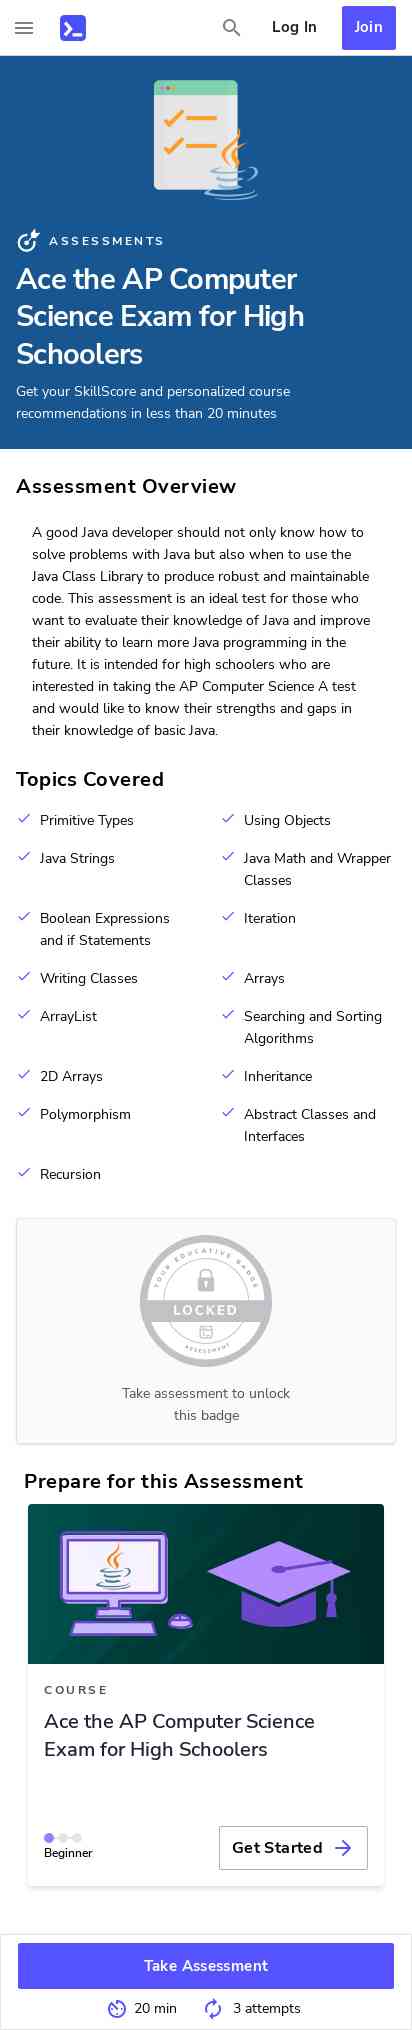 Log In
Join
ASSESSMENTS
Ace the AP Computer
Science Exam for High
Schoolers
Get your SkillScore and personalized course
recommendations in less than 20 minutes
Assessment Overview
A good Java developer should not only know how to
solve problems with Java but also when to use the
Java Class Library to produce robust and maintainable
code. This assessment is an ideal test for those who
want to evaluate their knowledge of Java and improve
their ability to learn more Java programming in the
future. It is intended for high schoolers who are
interested in taking the AP Computer Science A test
and would like to know their strengths and gaps in
their knowledge of basic Java.
Topics Covered
Primitive Types
Using Objects
Java Strings
Java Math and Wrapper
Classes
Boolean Expressions
and if Statements
Iteration
Writing Classes
Arrays
ArrayList
Searching and Sorting
Algorithms
2D Arrays
Inheritance
Polymorphism
Abstract Classes and
Interfaces
Recursion
YOUR EDUCATIVE BADGE
LOCKED
ASSESSMENT
Take assessment to unlock
this badge
Prepare for this Assessment
COURSE
Ace the AP Computer Science
Exam for High Schoolers
Beginner
Get Started
Take Assessment
20 min
3 attempts